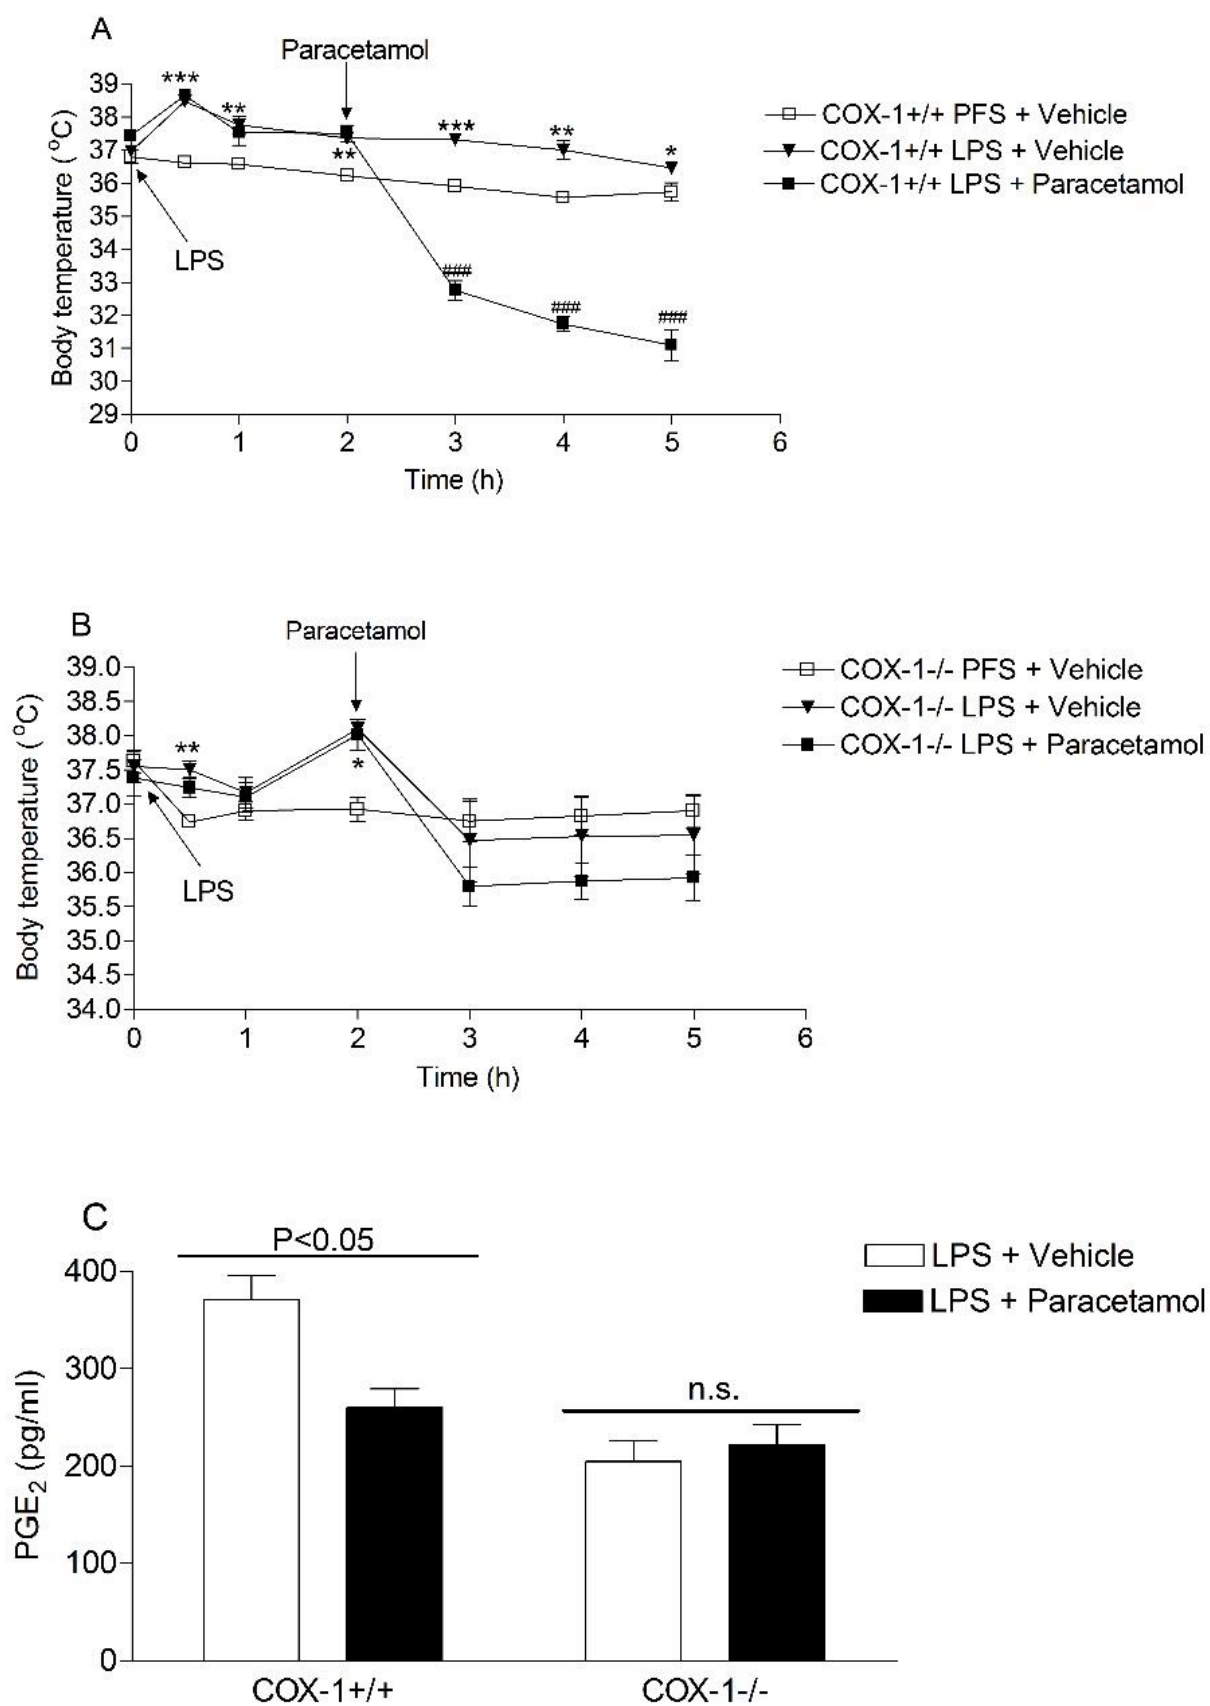 A
Paracetamol
39
38
37
36
35
34
33
32
31
30
29
Body temperature (°C)
***
**
**
***
**
*
###
###
###
LPS
0 1 2 3 4 5 6
Time (h)
COX-1+/+ PFS + Vehicle
COX-1+/+ LPS + Vehicle
COX-1+/+ LPS + Paracetamol
B
Paracetamol
39.0
38.5
38.0
37.5
37.0
36.5
36.0
35.5
35.0
34.5
34.0
Body temperature (°C)
**
*
LPS
0 1 2 3 4 5 6
Time (h)
COX-1-/- PFS + Vehicle
COX-1-/- LPS + Vehicle
COX-1-/- LPS + Paracetamol
C
P<0.05
n.s.
400
300
200
100
0
PGE₂ (pg/ml)
COX-1+/+ COX-1-/-
LPS + Vehicle
LPS + Paracetamol